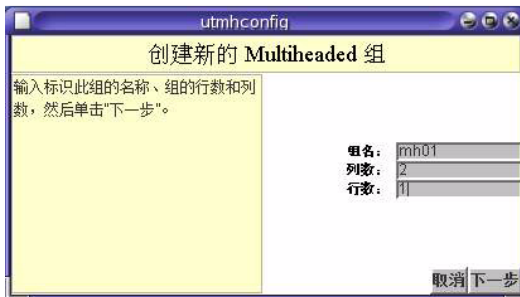 utmhconfig
创建新的 Multiheaded 组
输入标识此组的名称、组的行数和列
数，然后单击"下一步"。
组名： mh01
列数： 2
行数： 1
取消 下一步